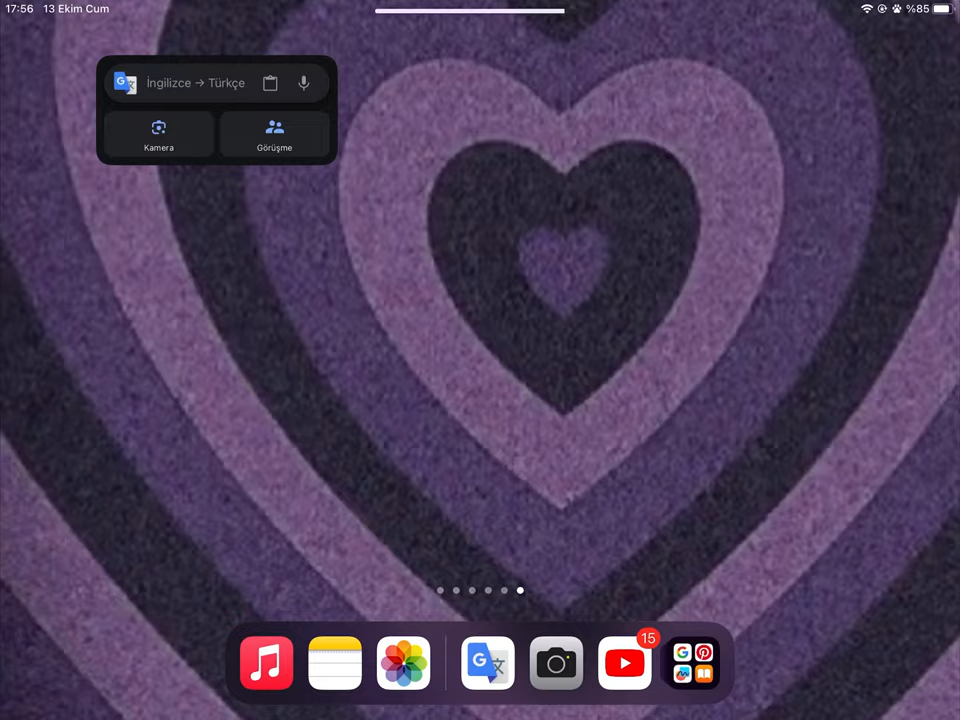 17:56 13 Ekim Cum
%85
İngilizce → Türkçe
Kamera
Görüşme
15